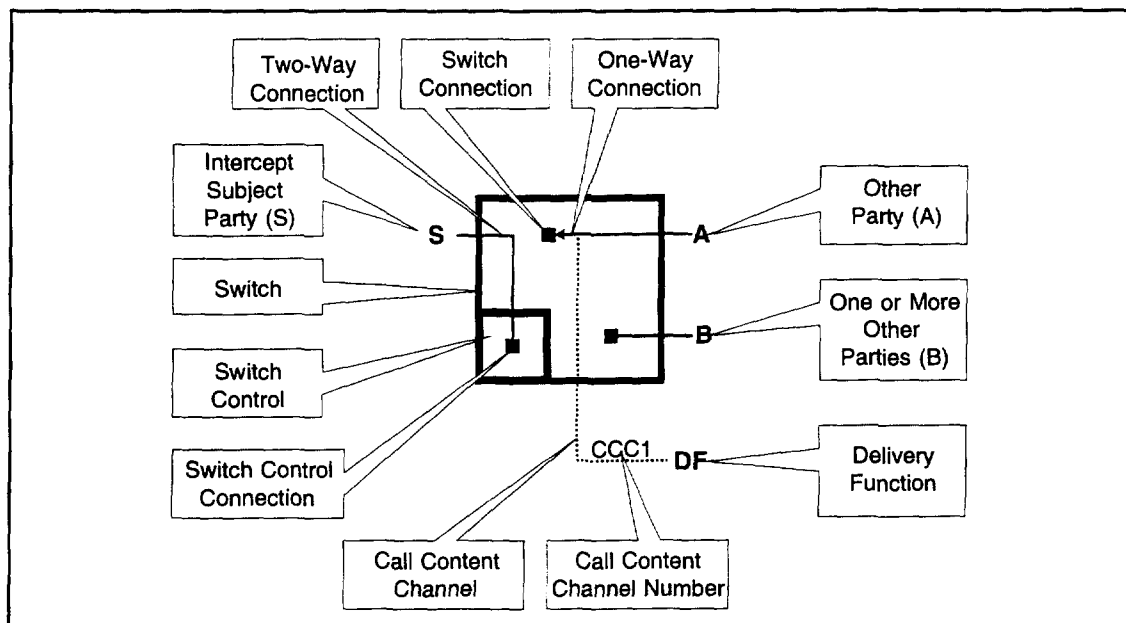 Two-Way
Connection
Switch
Connection
One-Way
Connection
Intercept
Subject
Party (S)
S
A
Other
Party (A)
Switch
B
One or More
Other
Parties (B)
Switch
Control
Switch Control
Connection
CCC1
DF
Delivery
Function
Call Content
Channel
Call Content
Channel Number